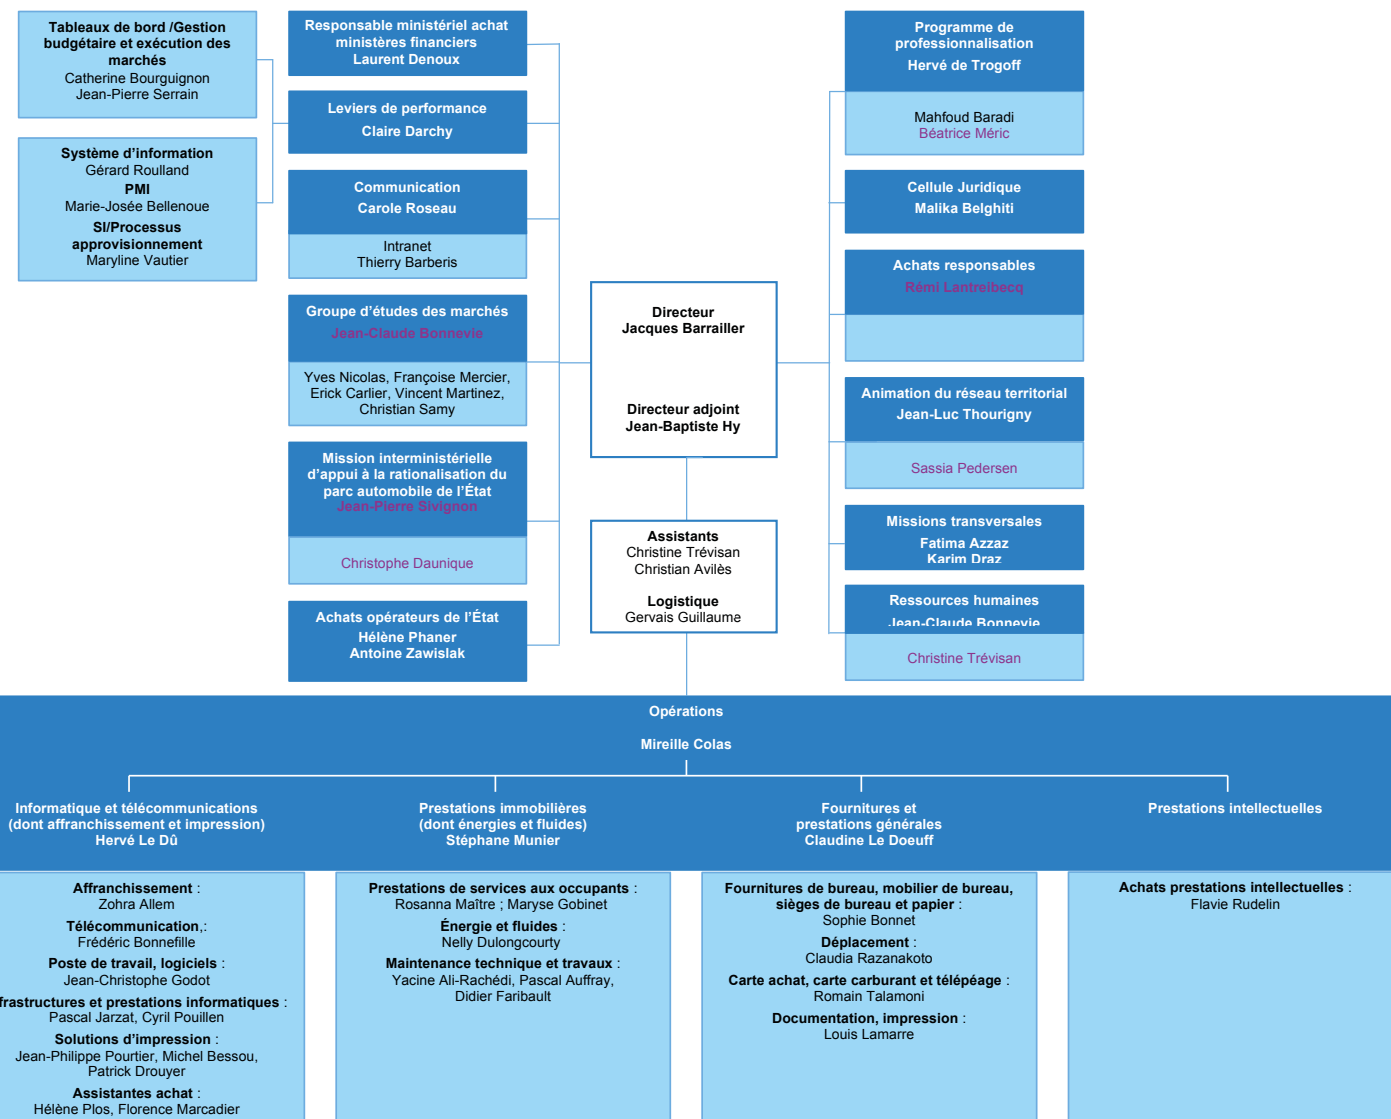 Tableaux de bord /Gestion
budgétaire et exécution des
marchés
Catherine Bourguignon
Jean-Pierre Serrain
Système d’information
Gérard Roulland
PMI
Marie-Josée Bellenoue
SI/Processus
approvisionnement
Maryline Vautier
Responsable ministériel achat
ministères financiers
Laurent Denoux
Leviers de performance
Claire Darchy
Communication
Carole Roseau
Intranet
Thierry Barberis
Groupe d’études des marchés
Jean-Claude Bonnevie
Yves Nicolas, Françoise Mercier,
Erick Carlier, Vincent Martinez,
Christian Samy
Mission interministérielle
d’appui à la rationalisation du
parc automobile de l’État
Jean-Pierre Sivignon
Christophe Daunique
Achats opérateurs de l’État
Hélène Phaner
Antoine Zawislak
Directeur
Jacques Barrailler
Directeur adjoint
Jean-Baptiste Hy
Assistants
Christine Trévisan
Christian Avilès
Logistique
Gervais Guillaume
Programme de
professionnalisation
Hervé de Trogoff
Mahfoud Baradi
Béatrice Méric
Cellule Juridique
Malika Belghiti
Achats responsables
Rémi Lantreibecq
Animation du réseau territorial
Jean-Luc Thourigny
Sassia Pedersen
Missions transversales
Fatima Azzaz
Karim Draz
Ressources humaines
Jean-Claude Bonnevie
Christine Trévisan
Opérations
Mireille Colas
Informatique et télécommunications
(dont affranchissement et impression)
Hervé Le Dû
Affranchissement :
Zohra Allem
Télécommunication,:
Frédéric Bonnefille
Poste de travail, logiciels :
Jean-Christophe Godot
frastructures et prestations informatiques :
Pascal Jarzat, Cyril Pouillen
Solutions d’impression :
Jean-Philippe Pourtier, Michel Bessou,
Patrick Drouyer
Assistantes achat :
Hélène Plos, Florence Marcadier
Prestations immobilières
(dont énergies et fluides)
Stéphane Munier
Prestations de services aux occupants :
Rosanna Maître ; Maryse Gobinet
Énergie et fluides :
Nelly Dulongcourty
Maintenance technique et travaux :
Yacine Ali-Rachédi, Pascal Auffray,
Didier Faribault
Fournitures et
prestations générales
Claudine Le Doeuff
Fournitures de bureau, mobilier de bureau,
sièges de bureau et papier :
Sophie Bonnet
Déplacement :
Claudia Razanakoto
Carte achat, carte carburant et télépéage :
Romain Talamoni
Documentation, impression :
Louis Lamarre
Prestations intellectuelles
Achats prestations intellectuelles :
Flavie Rudelin